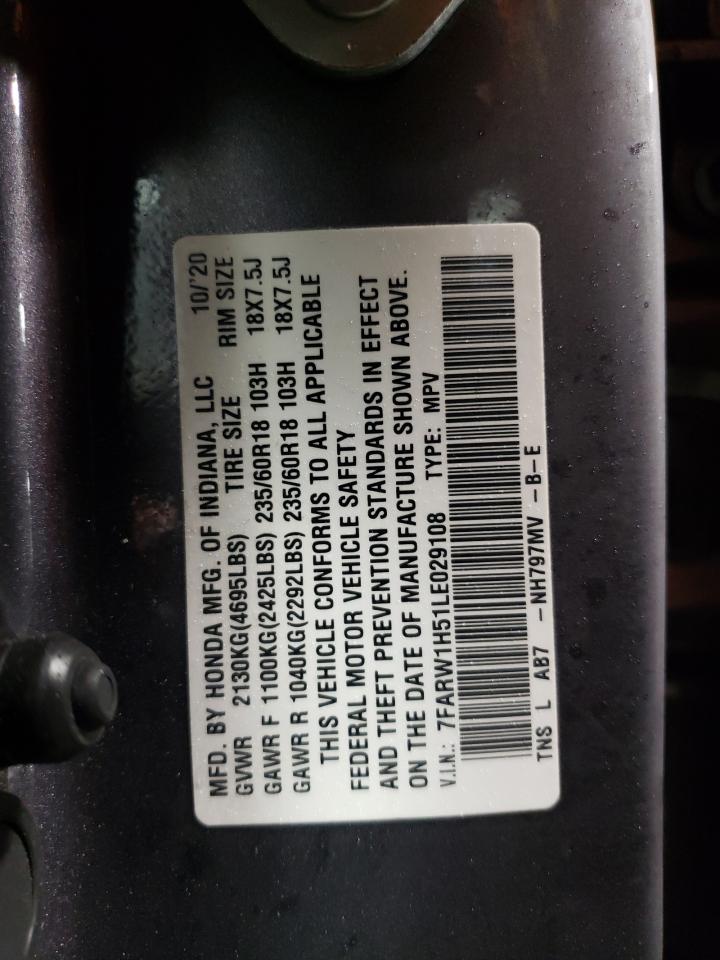 MFD. BY HONDA MFG. OF INDIANA, LLC 10/'20
GVWR 2130KG(4695LBS) TIRE SIZE RIM SIZE
GAWR F 1100KG(2425LBS) 235/60R18 103H 18X7.5J
GAWR R 1040KG(2292LBS) 235/60R18 103H 18X7.5J
THIS VEHICLE CONFORMS TO ALL APPLICABLE
FEDERAL MOTOR VEHICLE SAFETY
AND THEFT PREVENTION STANDARDS IN EFFECT
ON THE DATE OF MANUFACTURE SHOWN ABOVE.
V.I.N.: 7FARW1H51LE029108 TYPE: MPV
TNS L AB7 -NH797MV -B-E